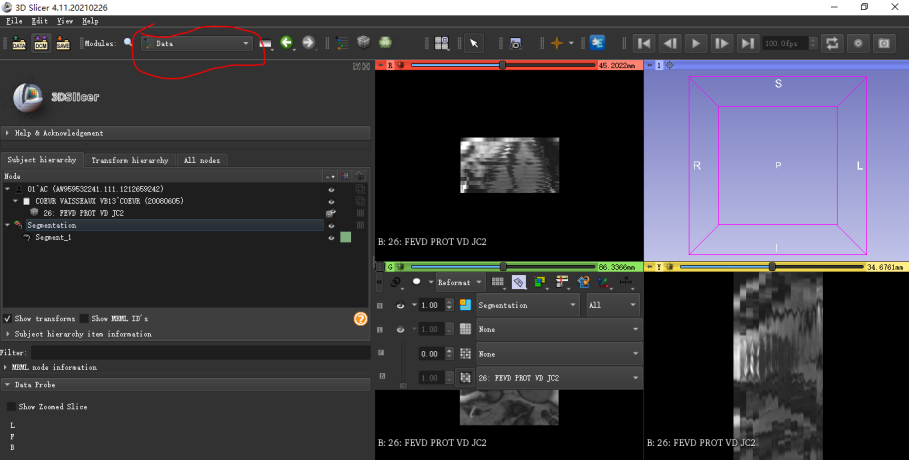 3D Slicer 4.11.20210226
File Edit View Help
DATA DCM SAVE Modules: Data 100.0fps
R 45.2022mm 1
3DSlicer
Help & Acknowledgement
Subject hierarchy Transform hierarchy All nodes
Node
01^AC (AW959532241.111.1212659242)
COEUR VAISSEAUX VB13^COEUR (20080605)
26: FEVD PROT VD JC2
Segmentation
Segment_1
S
R P L
I
B: 26: FEVD PROT VD JC2
G 86.3366mm Y 34.6761mm
Reformat
S 1.00 Segmentation All
1.00 None
F 0.00 None
B 1.00 26: FEVD PROT VD JC2
Show transforms Show MRML ID's
Subject hierarchy item information
Filter:
MRML node information
Data Probe
Show Zoomed Slice
L
F
B
B: 26: FEVD PROT VD JC2
B: 26: FEVD PROT VD JC2